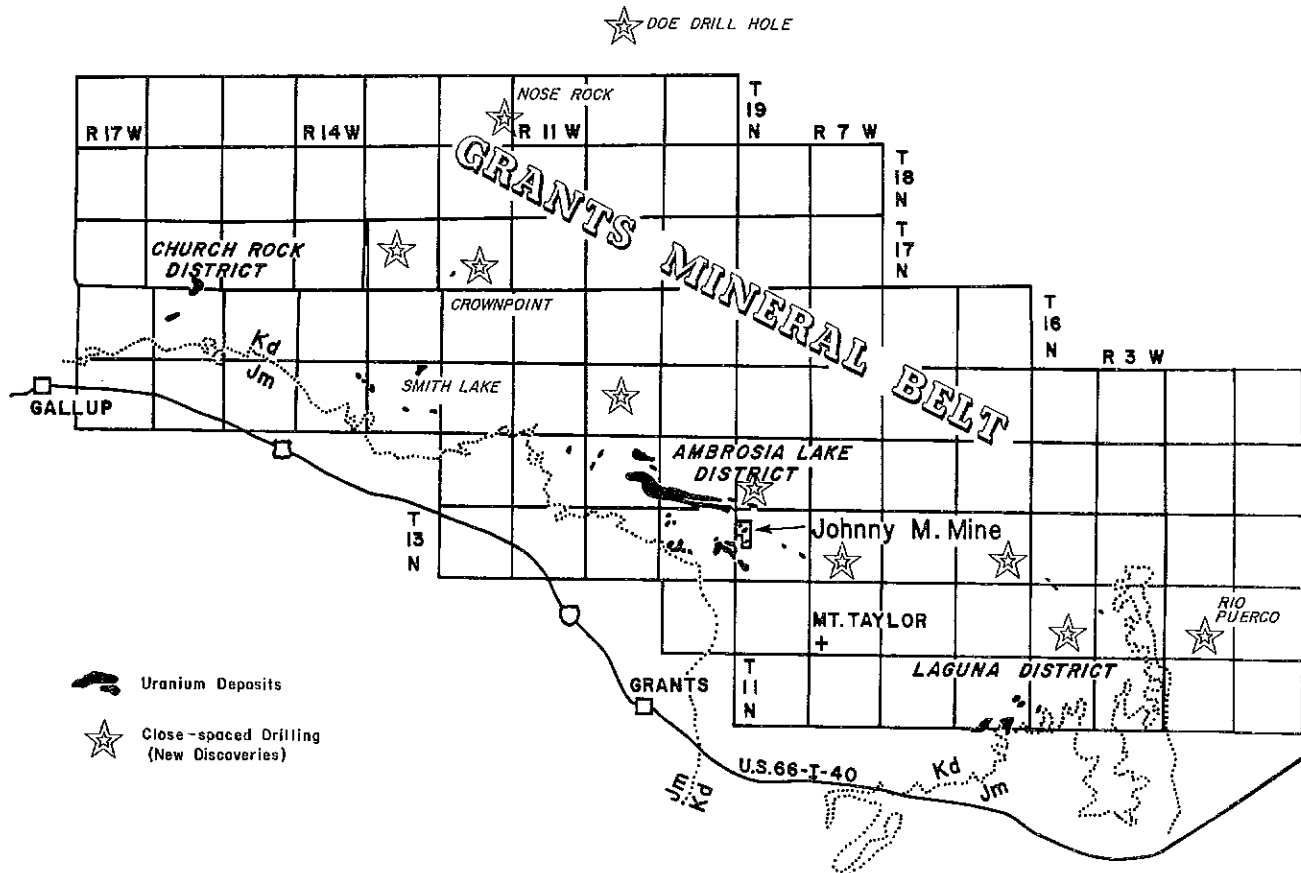 DOE DRILL HOLE
NOSE ROCK
T
19
N
R 17 W
R 14 W
R 11 W
R 7 W
T
18
N
GRANTS MINERAL BELT
T
17
N
CHURCH ROCK
DISTRICT
CROWNPOINT
T
16
N
Kd
Jm
R 3 W
SMITH LAKE
GALLUP
AMBROSIA LAKE
DISTRICT
T
13
N
Johnny M. Mine
MT. TAYLOR
+
RIO
PUERCO
LAGUNA DISTRICT
Uranium Deposits
GRANTS
T
11
N
Close-spaced Drilling
(New Discoveries)
U.S.66-I-40
Kd
Jm
Jm
Kd